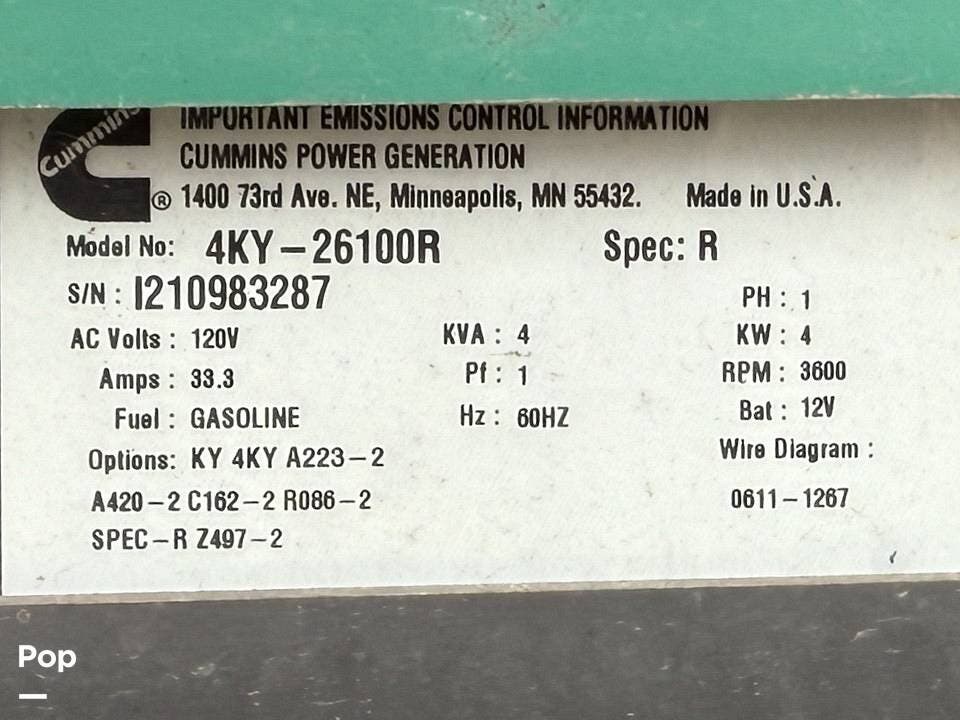 Cummins
IMPORTANT EMISSIONS CONTROL INFORMATION
CUMMINS POWER GENERATION
® 1400 73rd Ave. NE, Minneapolis, MN 55432. Made in U.S.A.
Model No: 4KY-26100R Spec: R
S/N : I210983287 PH : 1
AC Volts : 120V KVA : 4 KW : 4
Amps : 33.3 Pf : 1 RPM : 3600
Fuel : GASOLINE Hz : 60HZ Bat : 12V
Options: KY 4KY A223-2 Wire Diagram :
A420-2 C162-2 R086-2 0611-1267
SPEC-R Z497-2
Pop